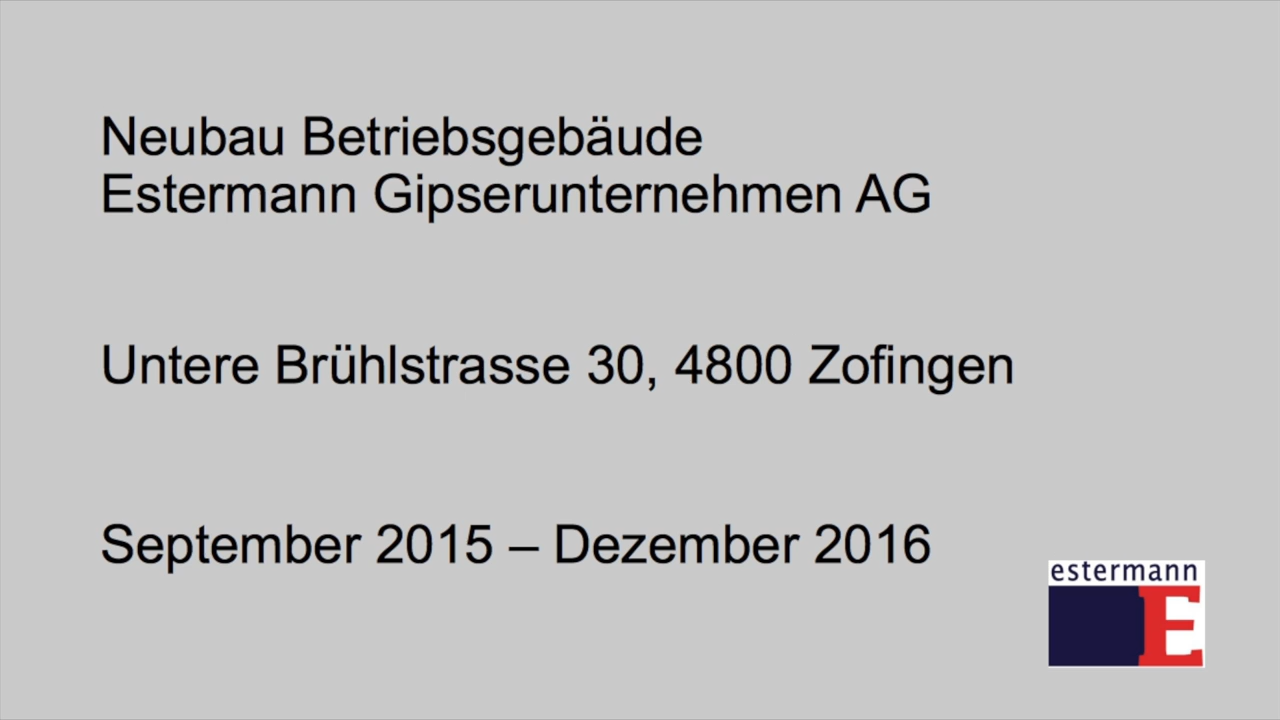 Neubau Betriebsgebäude
Estermann Gipserunternehmen AG
Untere Brühlstrasse 30, 4800 Zofingen
September 2015 – Dezember 2016
estermann
E